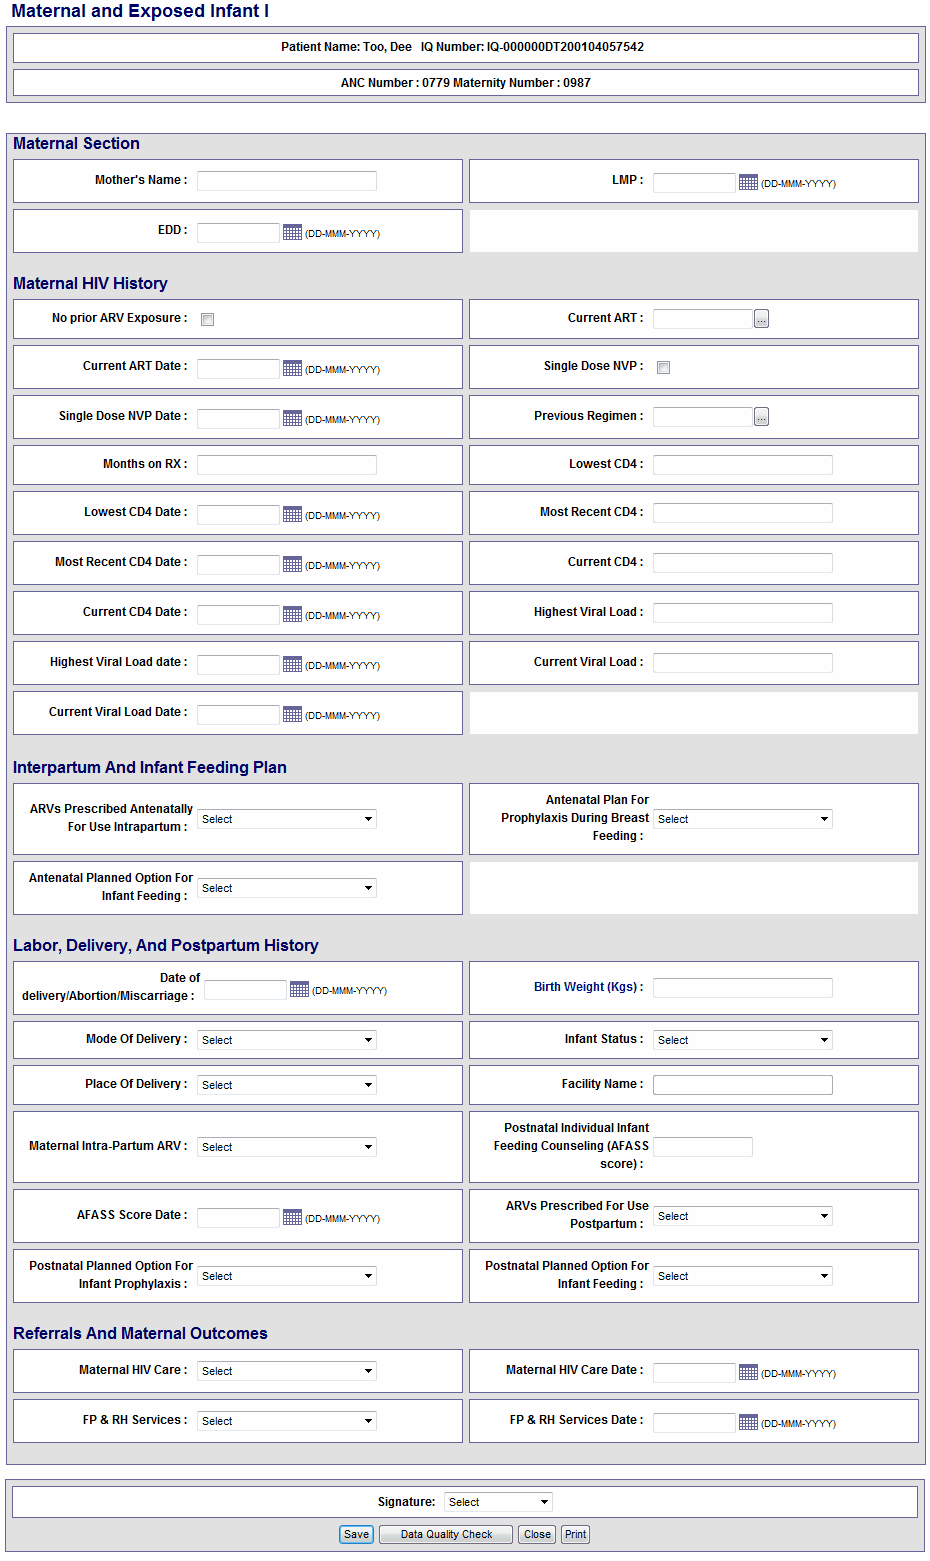 Maternal and Exposed Infant I
Patient Name: Too, Dee IQ Number: IQ-000000DT200104057542
ANC Number : 0779 Maternity Number : 0987
Maternal Section
Mother's Name :
LMP : (DD-MMM-YYYY)
EDD : (DD-MMM-YYYY)
Maternal HIV History
No prior ARV Exposure :
Current ART : ...
Current ART Date : (DD-MMM-YYYY)
Single Dose NVP :
Single Dose NVP Date : (DD-MMM-YYYY)
Previous Regimen : ...
Months on RX :
Lowest CD4 :
Lowest CD4 Date : (DD-MMM-YYYY)
Most Recent CD4 :
Most Recent CD4 Date : (DD-MMM-YYYY)
Current CD4 :
Current CD4 Date : (DD-MMM-YYYY)
Highest Viral Load :
Highest Viral Load date : (DD-MMM-YYYY)
Current Viral Load :
Current Viral Load Date : (DD-MMM-YYYY)
Interpartum And Infant Feeding Plan
ARVs Prescribed Antenatally
For Use Intrapartum : Select
Antenatal Plan For
Prophylaxis During Breast Select
Feeding :
Antenatal Planned Option For
Infant Feeding : Select
Labor, Delivery, And Postpartum History
Date of
delivery/Abortion/Miscarriage : (DD-MMM-YYYY)
Birth Weight (Kgs) :
Mode Of Delivery : Select
Infant Status : Select
Place Of Delivery : Select
Facility Name :
Maternal Intra-Partum ARV : Select
Postnatal Individual Infant
Feeding Counseling (AFASS
score) :
AFASS Score Date : (DD-MMM-YYYY)
ARVs Prescribed For Use
Postpartum : Select
Postnatal Planned Option For
Infant Prophylaxis : Select
Postnatal Planned Option For
Infant Feeding : Select
Referrals And Maternal Outcomes
Maternal HIV Care : Select
Maternal HIV Care Date : (DD-MMM-YYYY)
FP & RH Services : Select
FP & RH Services Date : (DD-MMM-YYYY)
Signature: Select
Save Data Quality Check Close Print